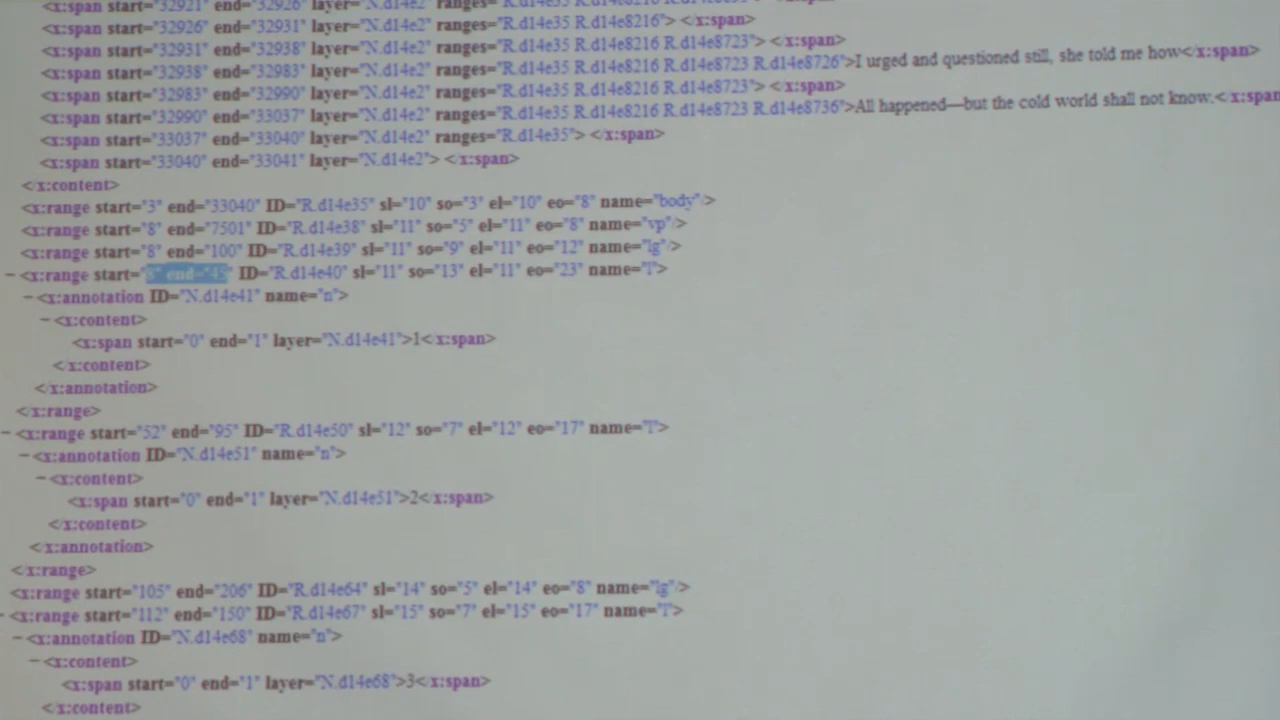 <x:span start="32921" end="32926" layer="N.d14e2" ranges="R.d14e35 R.d14e8216
<x:span start="32926" end="32931" layer="N.d14e2" ranges="R.d14e35 R.d14e8216"> </x:span>
<x:span start="32931" end="32938" layer="N.d14e2" ranges="R.d14e35 R.d14e8216 R.d14e8723"> </x:span>
<x:span start="32938" end="32983" layer="N.d14e2" ranges="R.d14e35 R.d14e8216 R.d14e8723 R.d14e8726">I urged and questioned still, she told me how</x:span>
<x:span start="32983" end="32990" layer="N.d14e2" ranges="R.d14e35 R.d14e8216 R.d14e8723"> </x:span>
<x:span start="32990" end="33037" layer="N.d14e2" ranges="R.d14e35 R.d14e8216 R.d14e8723 R.d14e8736">All happened—but the cold world shall not know.</x:span
<x:span start="33037" end="33040" layer="N.d14e2" ranges="R.d14e35"> </x:span>
<x:span start="33040" end="33041" layer="N.d14e2"> </x:span>
</x:content>
<x:range start="3" end="33040" ID="R.d14e35" sl="10" so="3" el="10" eo="8" name="body"/>
<x:range start="8" end="7501" ID="R.d14e38" sl="11" so="5" el="11" eo="8" name="vp"/>
<x:range start="8" end="100" ID="R.d14e39" sl="11" so="9" el="11" eo="12" name="lg"/>
−<x:range start="8" end="45" ID="R.d14e40" sl="11" so="13" el="11" eo="23" name="l">
−<x:annotation ID="N.d14e41" name="n">
−<x:content>
<x:span start="0" end="1" layer="N.d14e41">1</x:span>
</x:content>
</x:annotation>
</x:range>
−<x:range start="52" end="95" ID="R.d14e50" sl="12" so="7" el="12" eo="17" name="l">
−<x:annotation ID="N.d14e51" name="n">
−<x:content>
<x:span start="0" end="1" layer="N.d14e51">2</x:span>
</x:content>
</x:annotation>
</x:range>
<x:range start="105" end="206" ID="R.d14e64" sl="14" so="5" el="14" eo="8" name="lg"/>
−<x:range start="112" end="150" ID="R.d14e67" sl="15" so="7" el="15" eo="17" name="l">
−<x:annotation ID="N.d14e68" name="n">
−<x:content>
<x:span start="0" end="1" layer="N.d14e68">3</x:span>
</x:content>